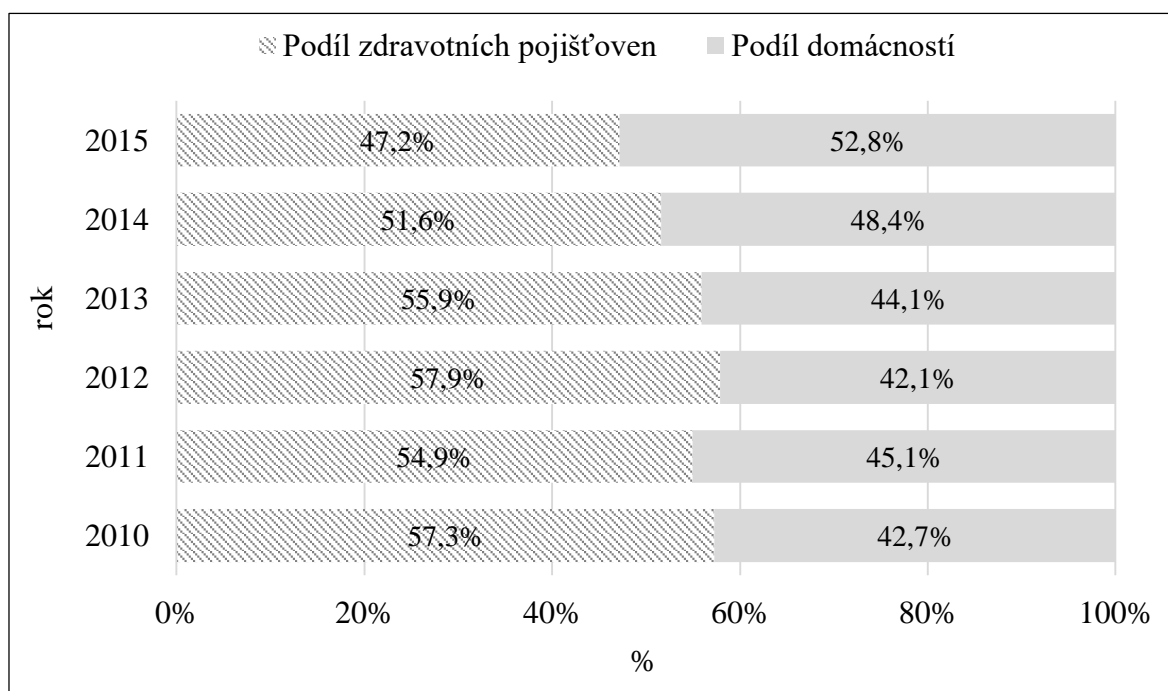 Podíl zdravotních pojišťoven Podíl domácností
2015 47,2% 52,8%
2014 51,6% 48,4%
2013 55,9% 44,1%
rok
2012 57,9% 42,1%
2011 54,9% 45,1%
2010 57,3% 42,7%
0% 20% 40% 60% 80% 100%
%